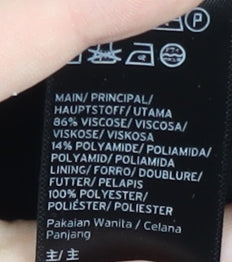 P
MAIN/ PRINCIPAL/
HAUPTSTOFF/ UTAMA
86% VISCOSE/ VISCOSA/
VISKOSE/ VISKOSA
14% POLYAMIDE/ POLIAMIDA/
POLYAMID/ POLIAMIDA
LINING/ FORRO/ DOUBLURE/
FUTTER/ PELAPIS
100% POLYESTER/
POLIÉSTER/ POLIESTER
Pakaian Wanita / Celana
Panjang
主/ 主